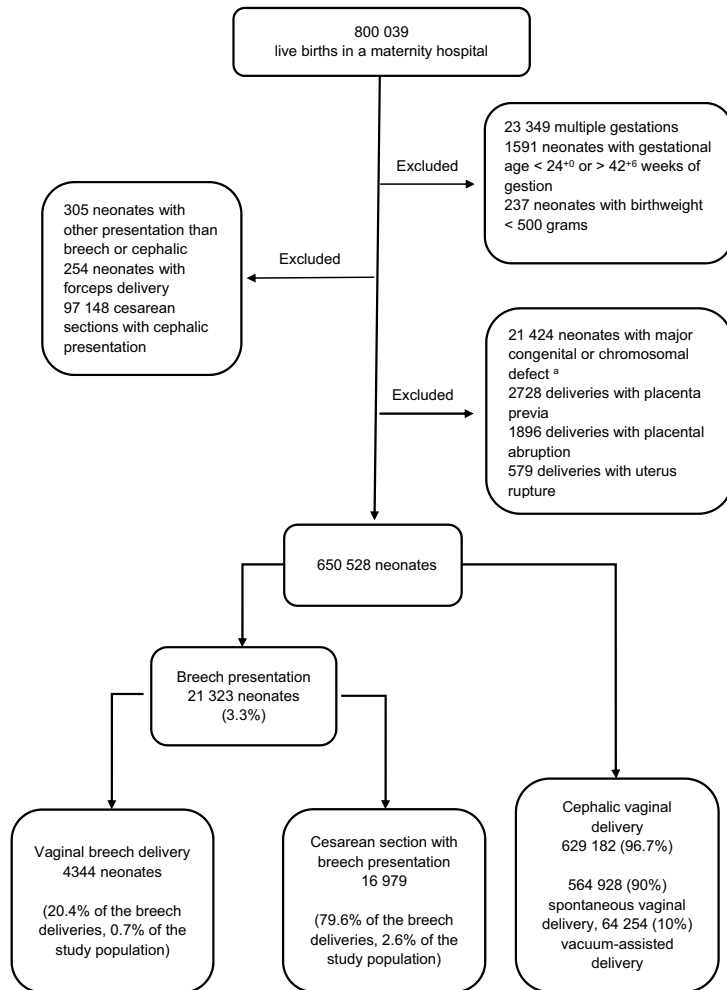 800 039
live births in a maternity hospital
23 349 multiple gestations
1591 neonates with gestational
age < 24⁺⁰ or > 42⁺⁶ weeks of
gestion
237 neonates with birthweight
< 500 grams
Excluded
305 neonates with
other presentation than
breech or cephalic
254 neonates with
forceps delivery
97 148 cesarean
sections with cephalic
presentation
Excluded
21 424 neonates with major
congenital or chromosomal
defect ᵃ
2728 deliveries with placenta
previa
1896 deliveries with placental
abruption
579 deliveries with uterus
rupture
Excluded
650 528 neonates
Breech presentation
21 323 neonates
(3.3%)
Vaginal breech delivery
4344 neonates
(20.4% of the breech
deliveries, 0.7% of the
study population)
Cesarean section with
breech presentation
16 979
(79.6% of the breech
deliveries, 2.6% of the
study population)
Cephalic vaginal
delivery
629 182 (96.7%)
564 928 (90%)
spontaneous vaginal
delivery, 64 254 (10%)
vacuum-assisted
delivery